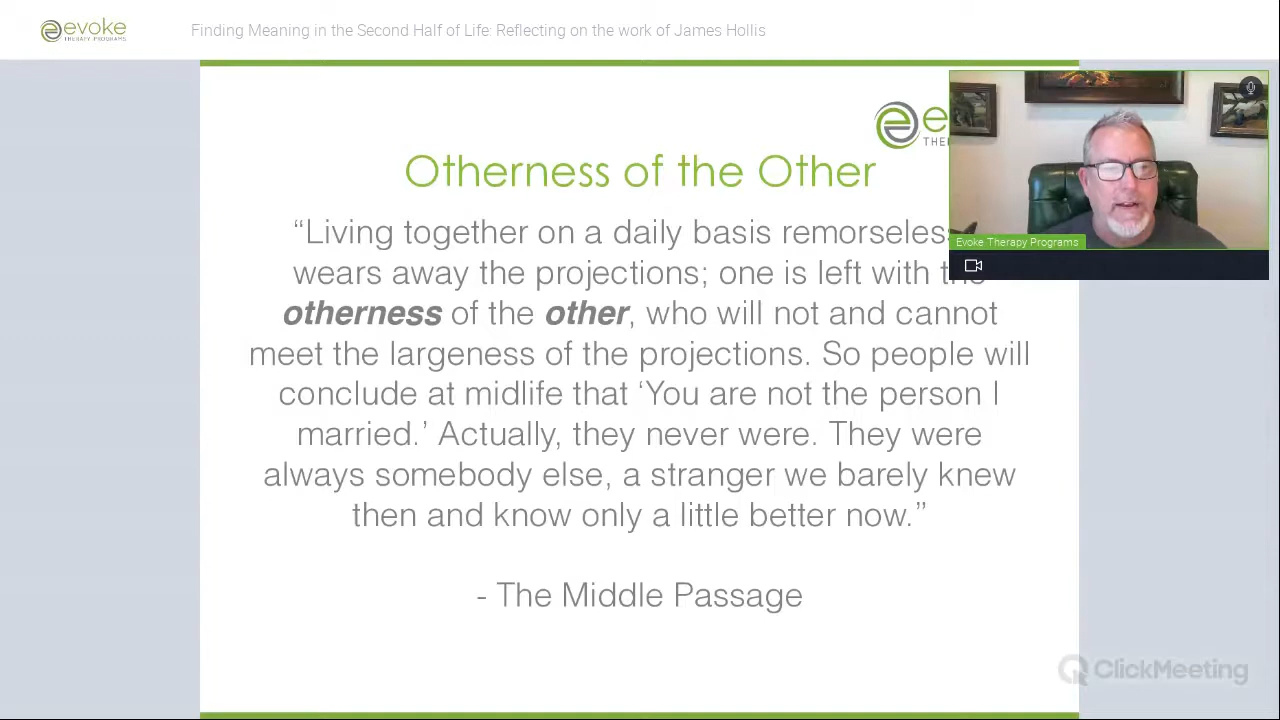 evoke
THERAPY PROGRAMS
Finding Meaning in the Second Half of Life: Reflecting on the work of James Hollis
e
THE
Otherness of the Other
“Living together on a daily basis remorseles
wears away the projections; one is left with th
otherness of the other, who will not and cannot
meet the largeness of the projections. So people will
conclude at midlife that ‘You are not the person I
married.’ Actually, they never were. They were
always somebody else, a stranger we barely knew
then and know only a little better now.”
- The Middle Passage
Evoke Therapy Programs
ClickMeeting